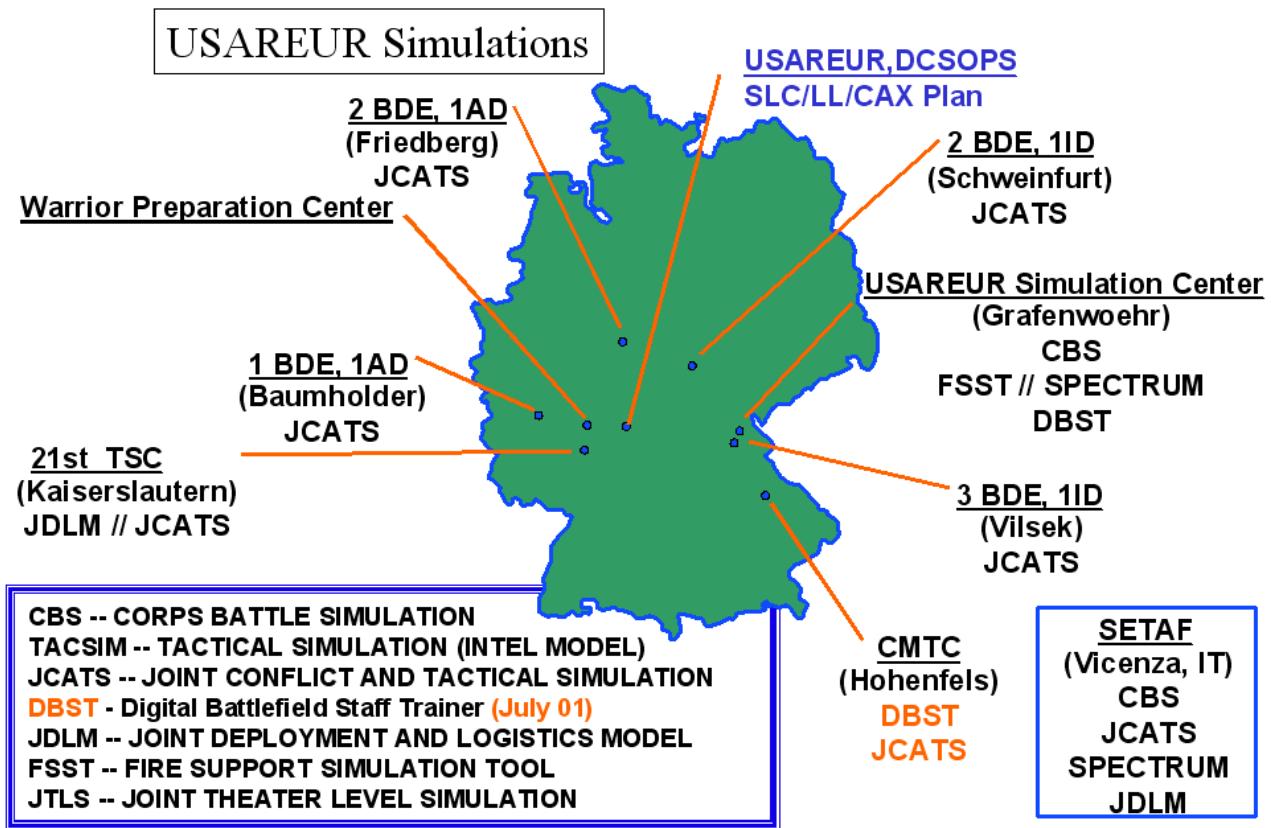 USAREUR Simulations
USAREUR,DCSOPS
SLC/LL/CAX Plan
2 BDE, 1AD
(Friedberg)
JCATS
2 BDE, 1ID
(Schweinfurt)
JCATS
Warrior Preparation Center
USAREUR Simulation Center
(Grafenwoehr)
CBS
FSST // SPECTRUM
DBST
1 BDE, 1AD
(Baumholder)
JCATS
21st TSC
(Kaiserslautern)
JDLM // JCATS
3 BDE, 1ID
(Vilsek)
JCATS
CMTC
(Hohenfels)
DBST
JCATS
CBS -- CORPS BATTLE SIMULATION
TACSIM -- TACTICAL SIMULATION (INTEL MODEL)
JCATS -- JOINT CONFLICT AND TACTICAL SIMULATION
DBST - Digital Battlefield Staff Trainer (July 01)
JDLM -- JOINT DEPLOYMENT AND LOGISTICS MODEL
FSST -- FIRE SUPPORT SIMULATION TOOL
JTLS -- JOINT THEATER LEVEL SIMULATION
SETAF
(Vicenza, IT)
CBS
JCATS
SPECTRUM
JDLM